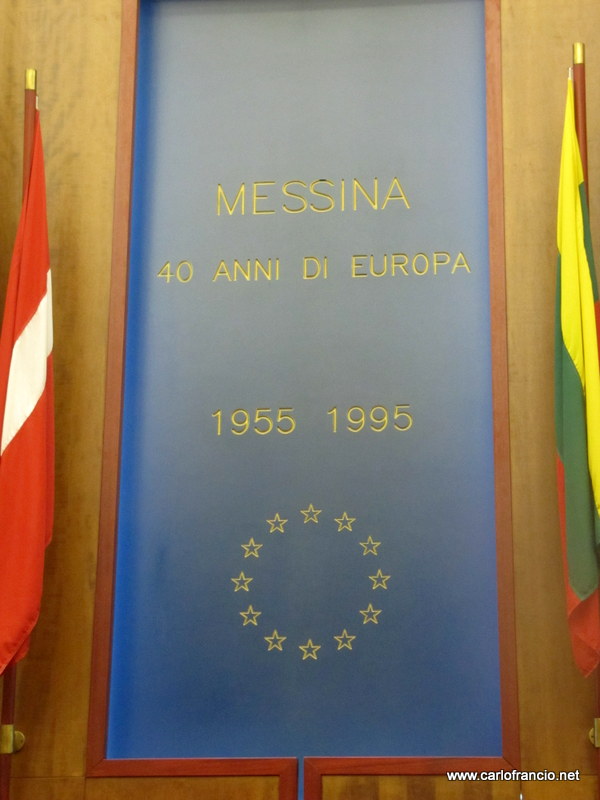 MESSINA
40 ANNI DI EUROPA
1955 1995
www.carlofrancio.net